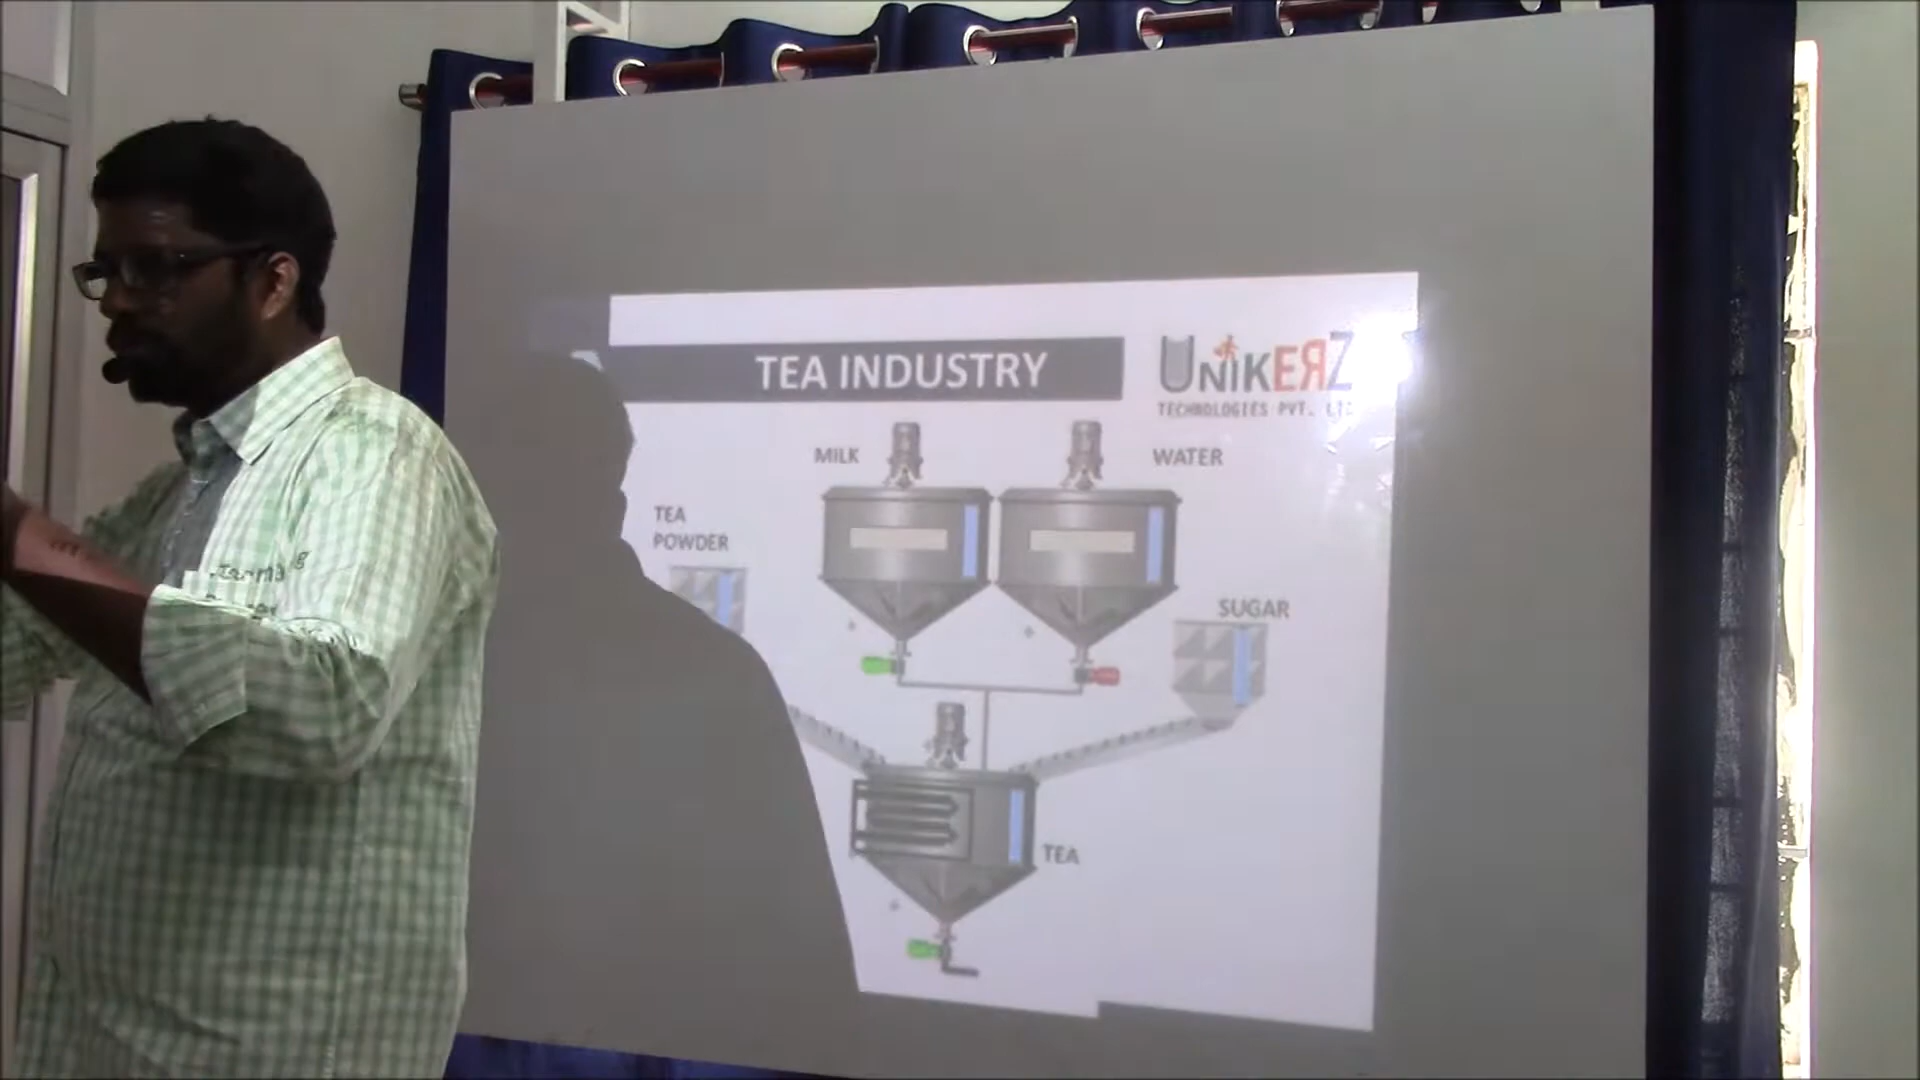 TEA INDUSTRY
UNIKERZ
TECHNOLOGIES PVT. LTD
MILK
WATER
TEA
POWDER
SUGAR
TEA